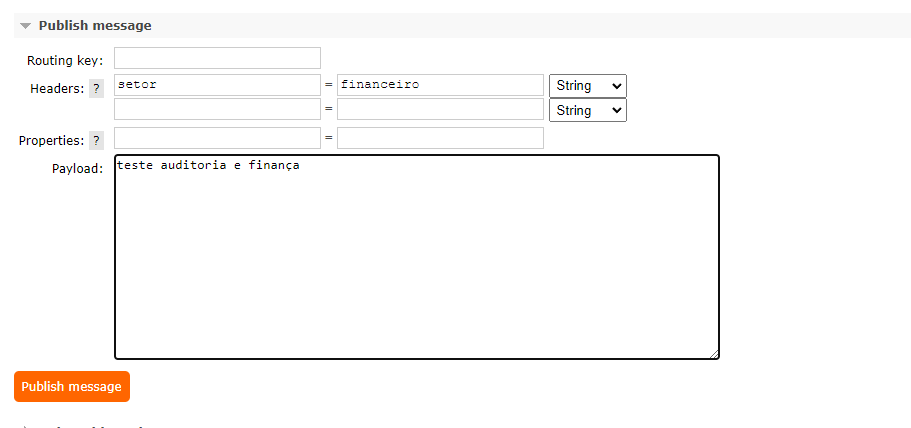 Publish message
Routing key:
Headers: ? setor = financeiro String
= String
Properties: ? =
Payload: teste auditoria e finança
Publish message